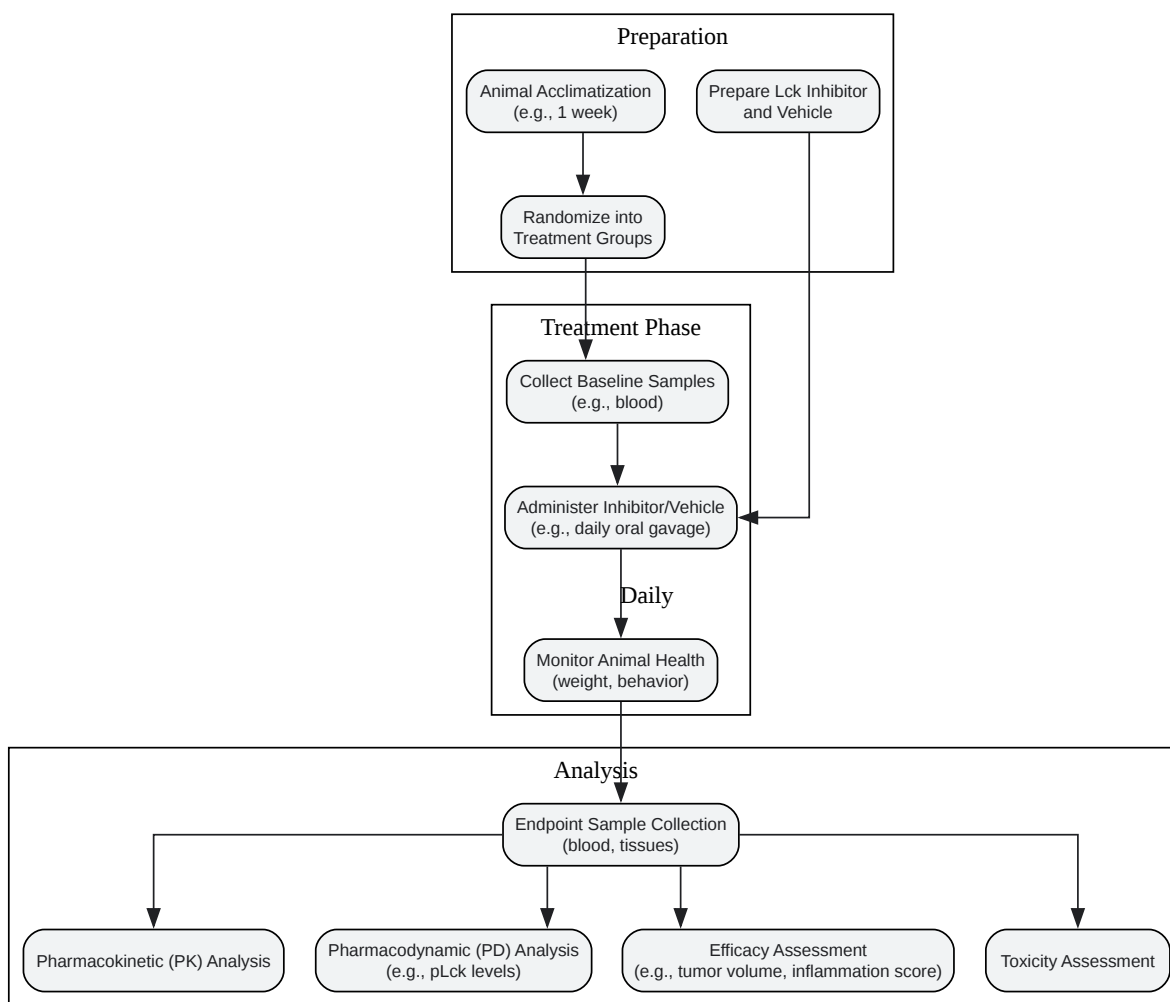 Preparation
Animal Acclimatization
(e.g., 1 week)
Prepare Lck Inhibitor
and Vehicle
Randomize into
Treatment Groups
Treatment Phase
Collect Baseline Samples
(e.g., blood)
Administer Inhibitor/Vehicle
(e.g., daily oral gavage)
Daily
Monitor Animal Health
(weight, behavior)
Analysis
Endpoint Sample Collection
(blood, tissues)
Pharmacokinetic (PK) Analysis
Pharmacodynamic (PD) Analysis
(e.g., pLck levels)
Efficacy Assessment
(e.g., tumor volume, inflammation score)
Toxicity Assessment